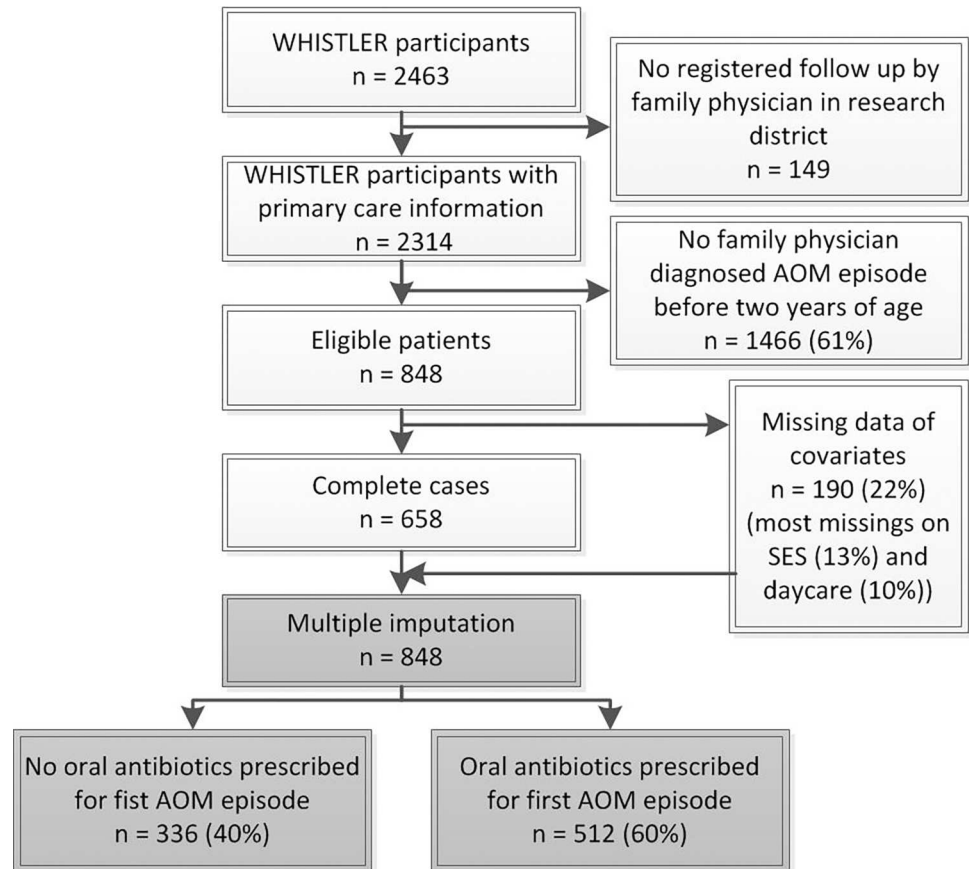 WHISTLER participants
n = 2463
No registered follow up by
family physician in research
district
n = 149
WHISTLER participants with
primary care information
n = 2314
No family physician
diagnosed AOM episode
before two years of age
n = 1466 (61%)
Eligible patients
n = 848
Missing data of
covariates
n = 190 (22%)
(most missings on
SES (13%) and
daycare (10%))
Complete cases
n = 658
Multiple imputation
n = 848
No oral antibiotics prescribed
for fist AOM episode
n = 336 (40%)
Oral antibiotics prescribed
for first AOM episode
n = 512 (60%)